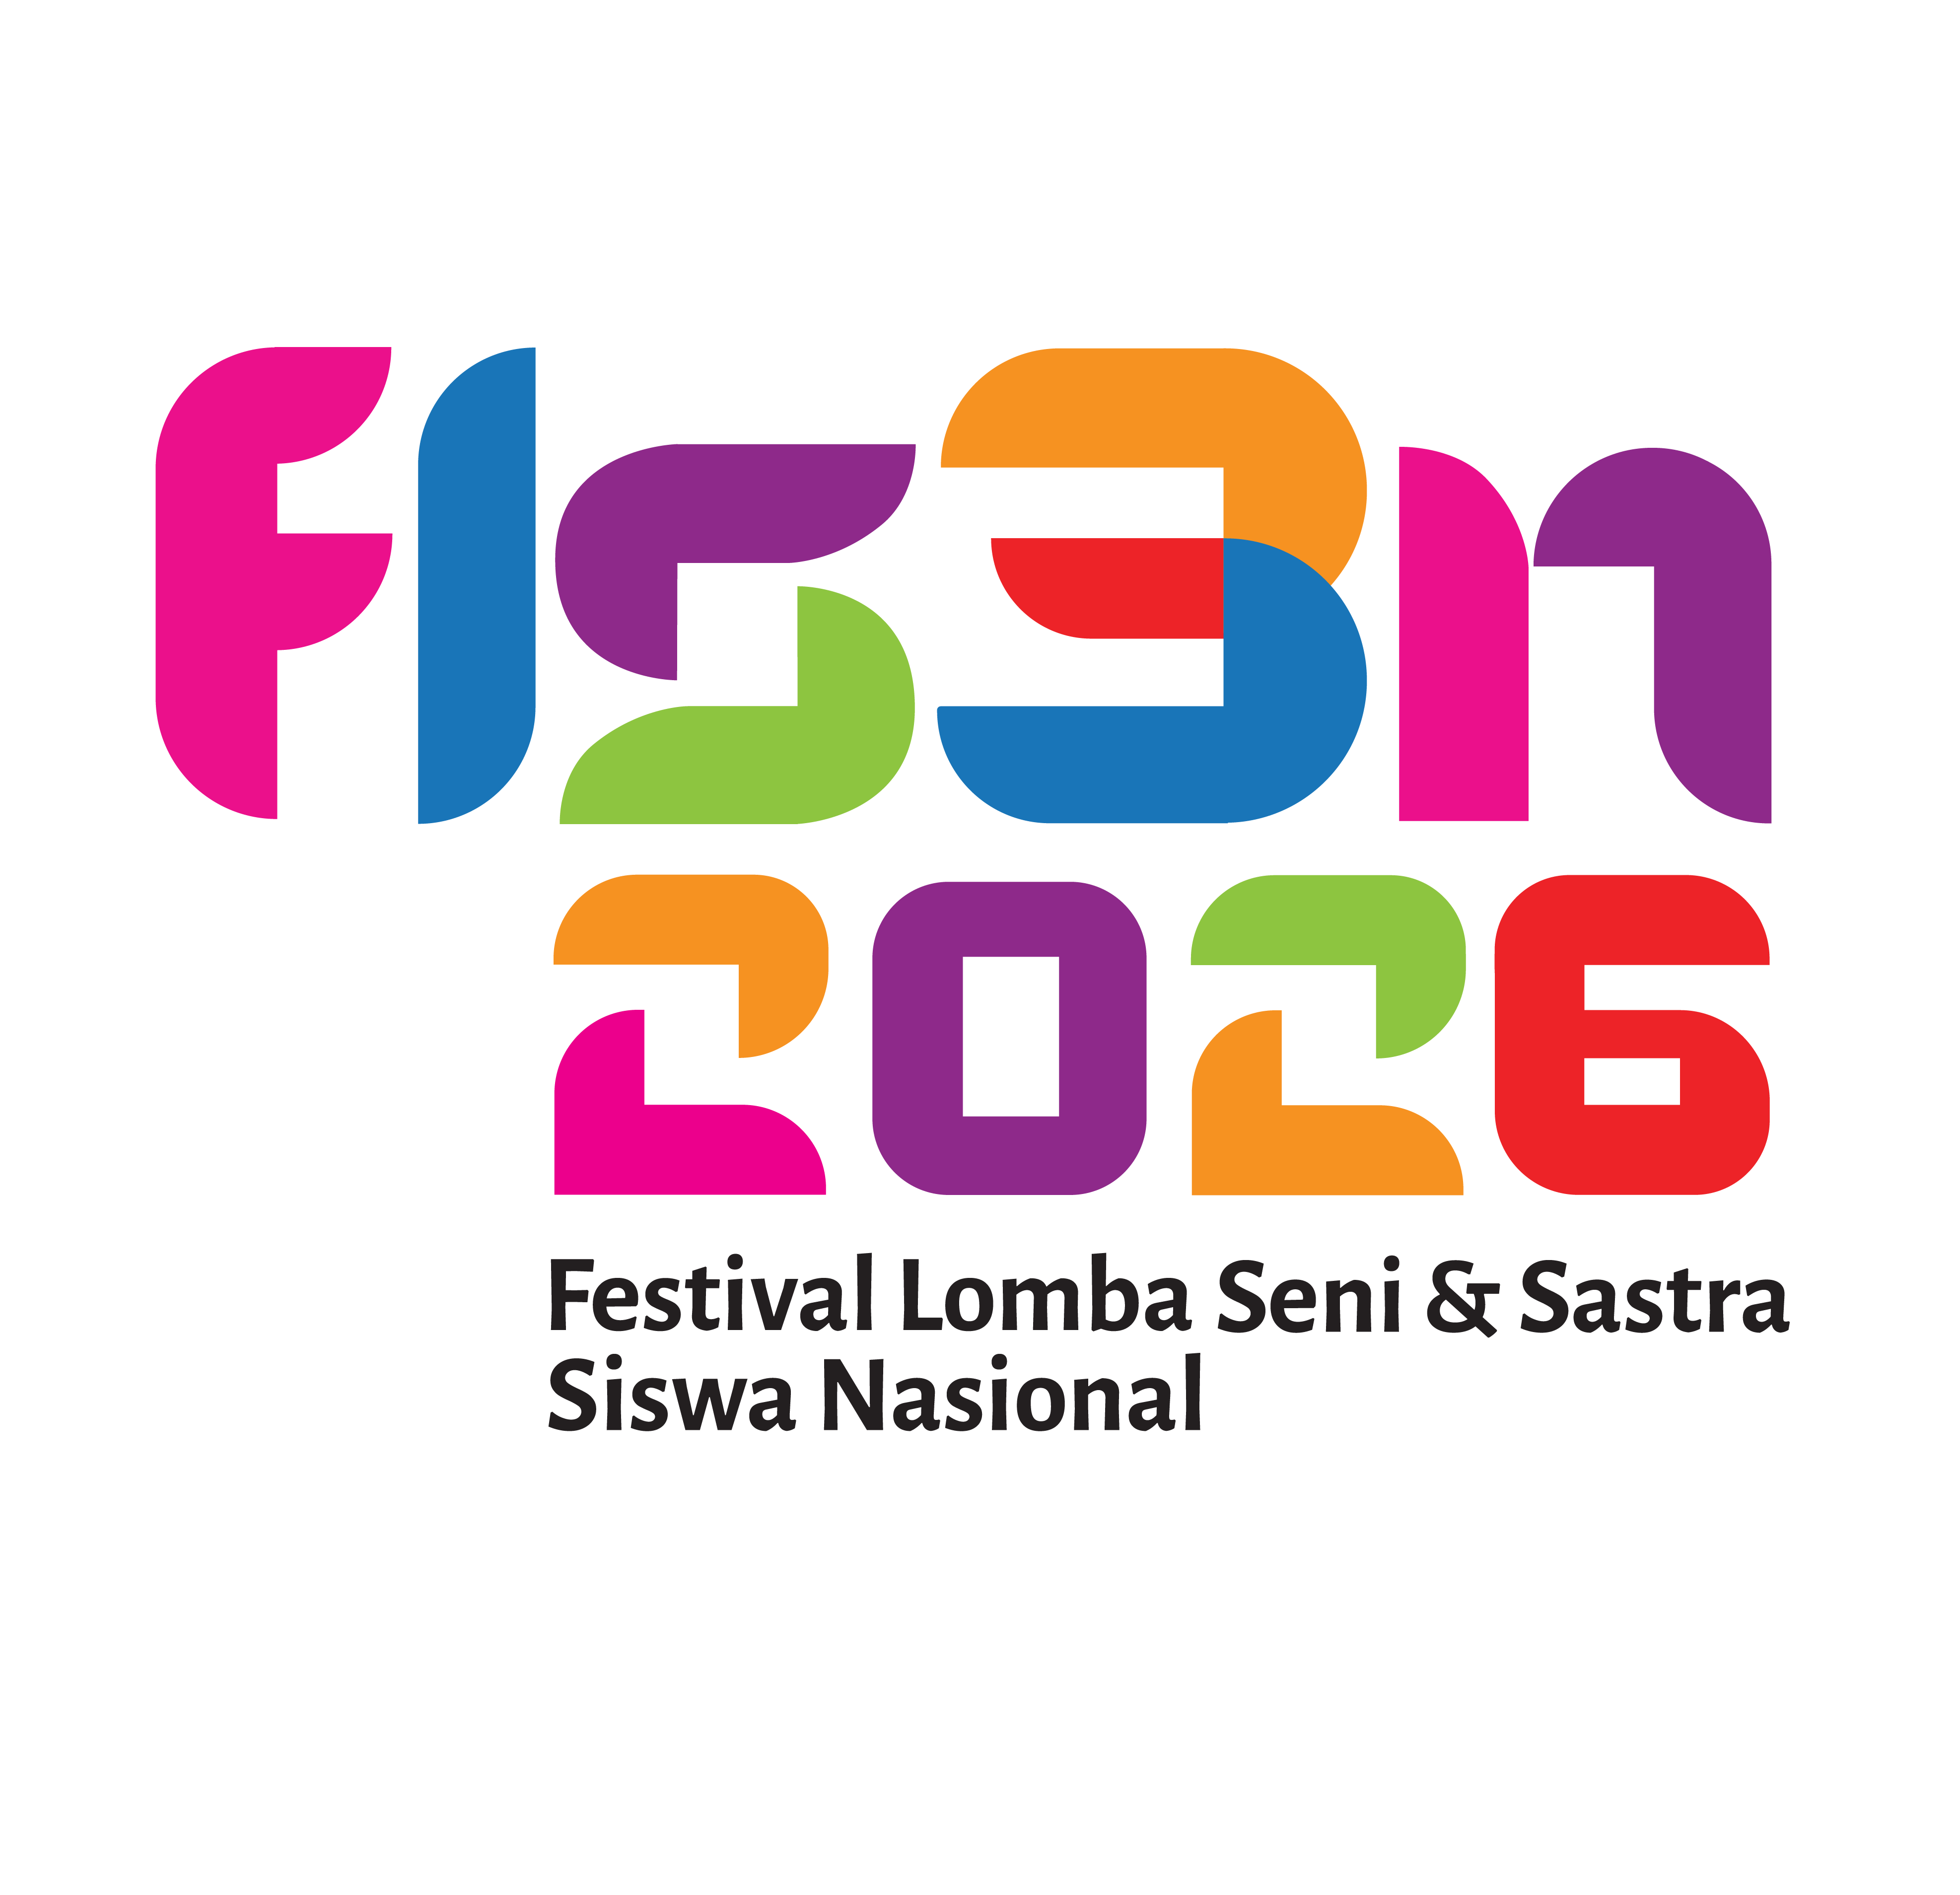 fls3n
2026
Festival Lomba Seni & Sastra
Siswa Nasional